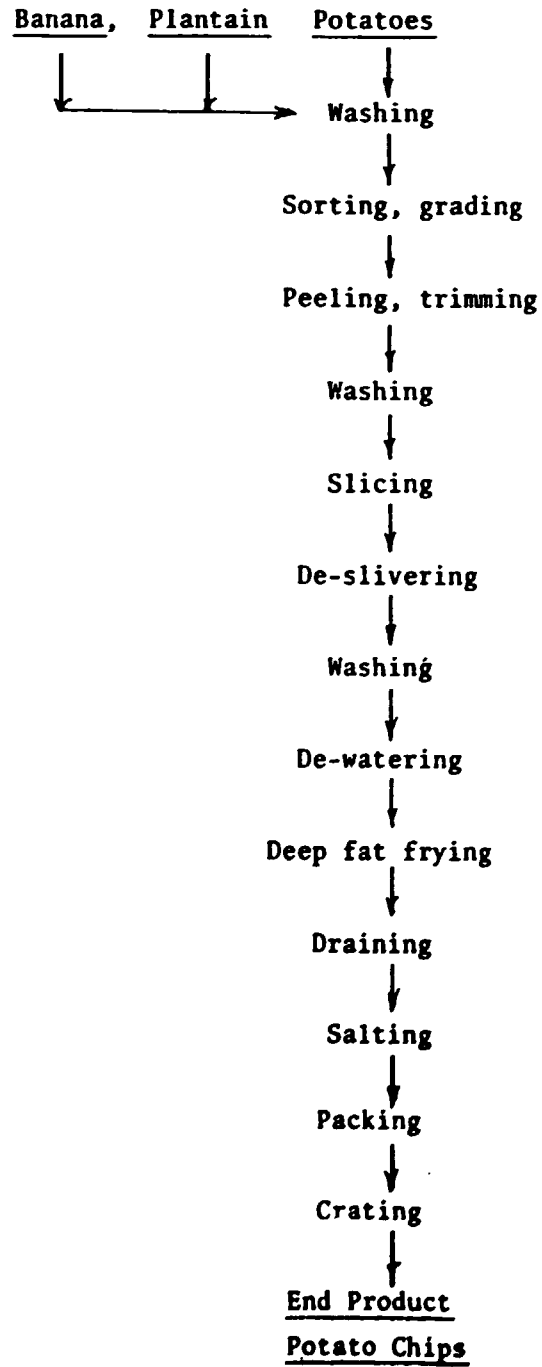 Banana, Plantain Potatoes
Washing
Sorting, grading
Peeling, trimming
Washing
Slicing
De-slivering
Washing
De-watering
Deep fat frying
Draining
Salting
Packing
Crating
End Product
Potato Chips